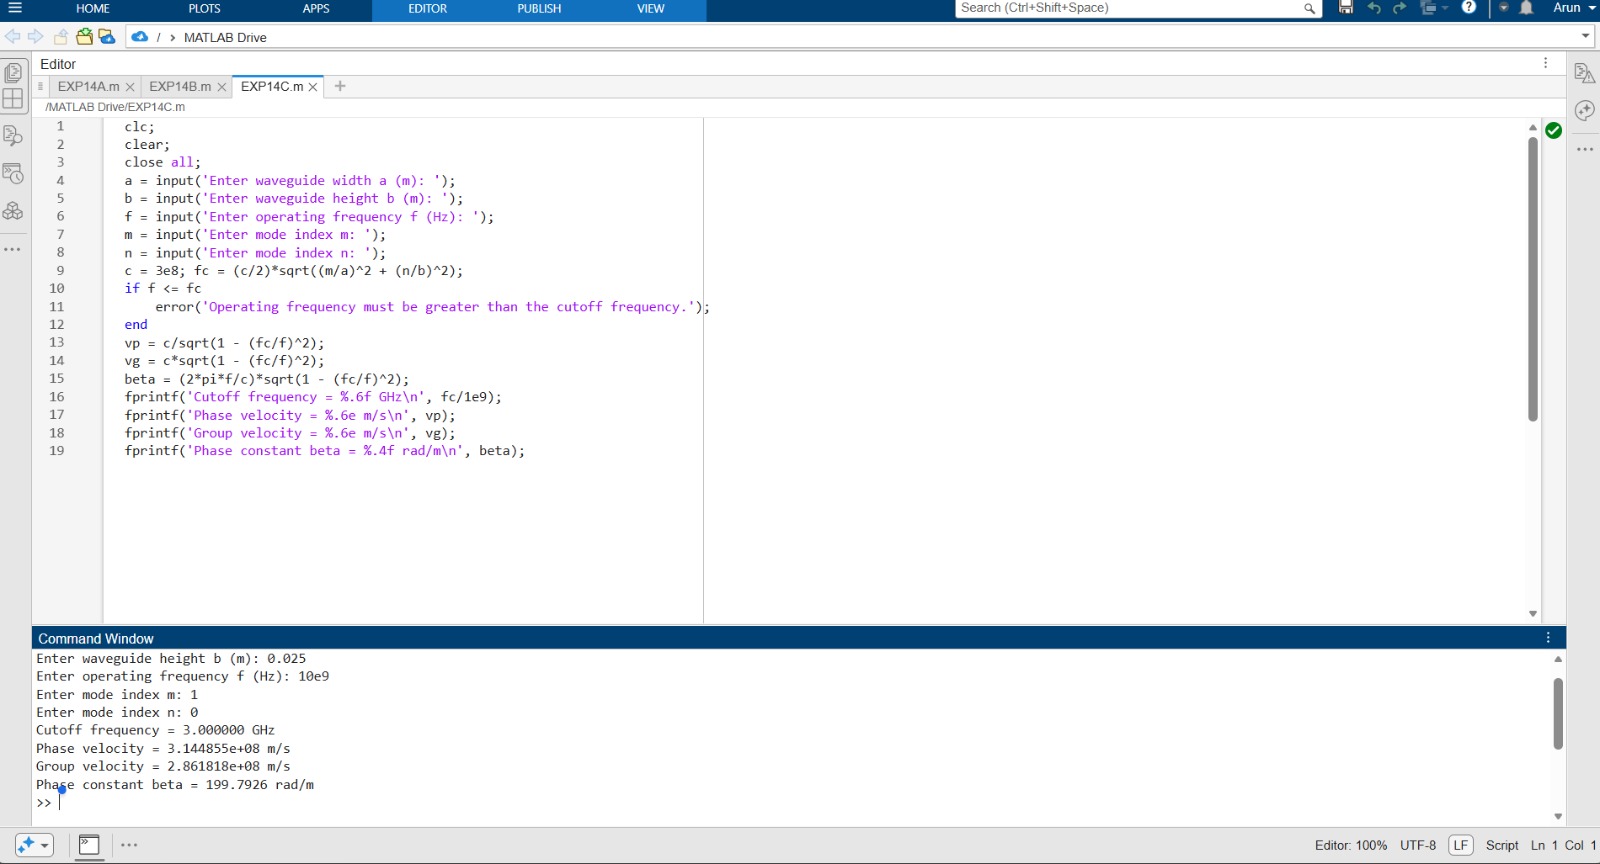 HOME PLOTS APPS EDITOR PUBLISH VIEW Search (Ctrl+Shift+Space) Arun
/ > MATLAB Drive
Editor
EXP14A.m EXP14B.m EXP14C.m
/MATLAB Drive/EXP14C.m
1 clc;
2 clear;
3 close all;
4 a = input('Enter waveguide width a (m): ');
5 b = input('Enter waveguide height b (m): ');
6 f = input('Enter operating frequency f (Hz): ');
7 m = input('Enter mode index m: ');
8 n = input('Enter mode index n: ');
9 c = 3e8; fc = (c/2)*sqrt((m/a)^2 + (n/b)^2);
10 if f <= fc
11 error('Operating frequency must be greater than the cutoff frequency.');
12 end
13 vp = c/sqrt(1 - (fc/f)^2);
14 vg = c*sqrt(1 - (fc/f)^2);
15 beta = (2*pi*f/c)*sqrt(1 - (fc/f)^2);
16 fprintf('Cutoff frequency = %.6f GHz\n', fc/1e9);
17 fprintf('Phase velocity = %.6e m/s\n', vp);
18 fprintf('Group velocity = %.6e m/s\n', vg);
19 fprintf('Phase constant beta = %.4f rad/m\n', beta);
Command Window
Enter waveguide height b (m): 0.025
Enter operating frequency f (Hz): 10e9
Enter mode index m: 1
Enter mode index n: 0
Cutoff frequency = 3.000000 GHz
Phase velocity = 3.144855e+08 m/s
Group velocity = 2.861818e+08 m/s
Phase constant beta = 199.7926 rad/m
>>
Editor: 100% UTF-8 LF Script Ln 1 Col 1